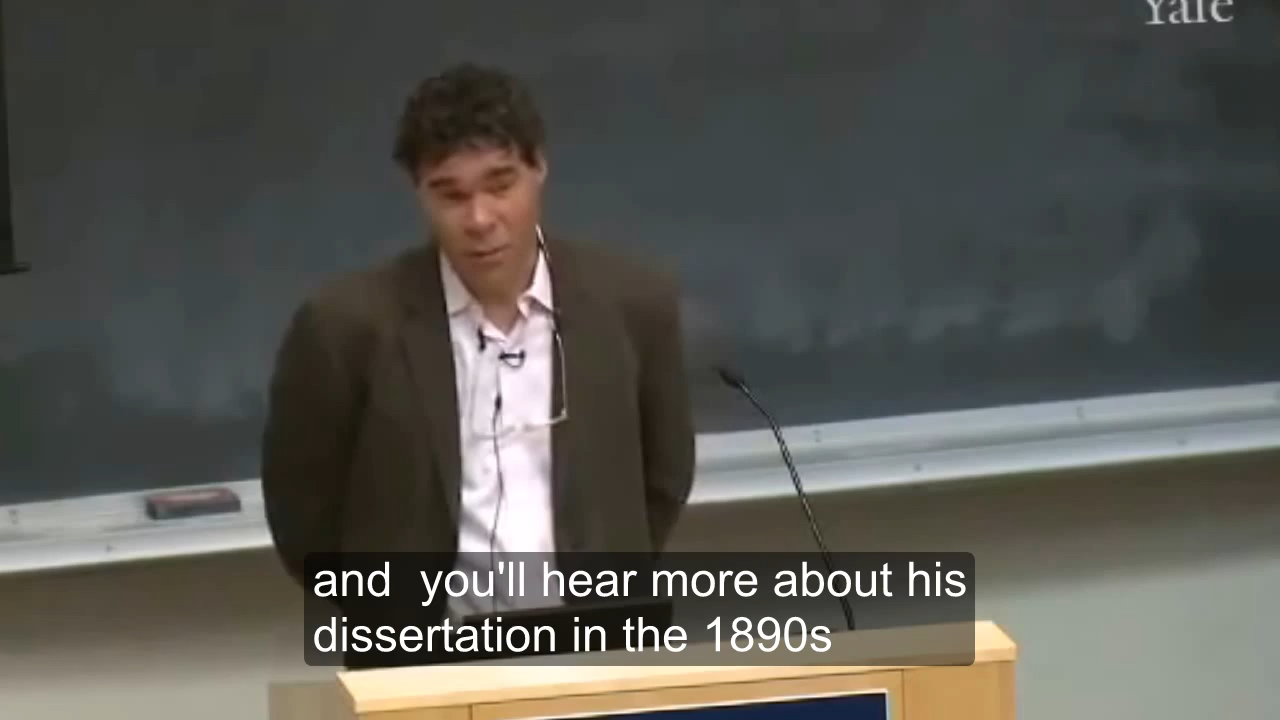 Yale
and  you'll hear more about his
dissertation in the 1890s